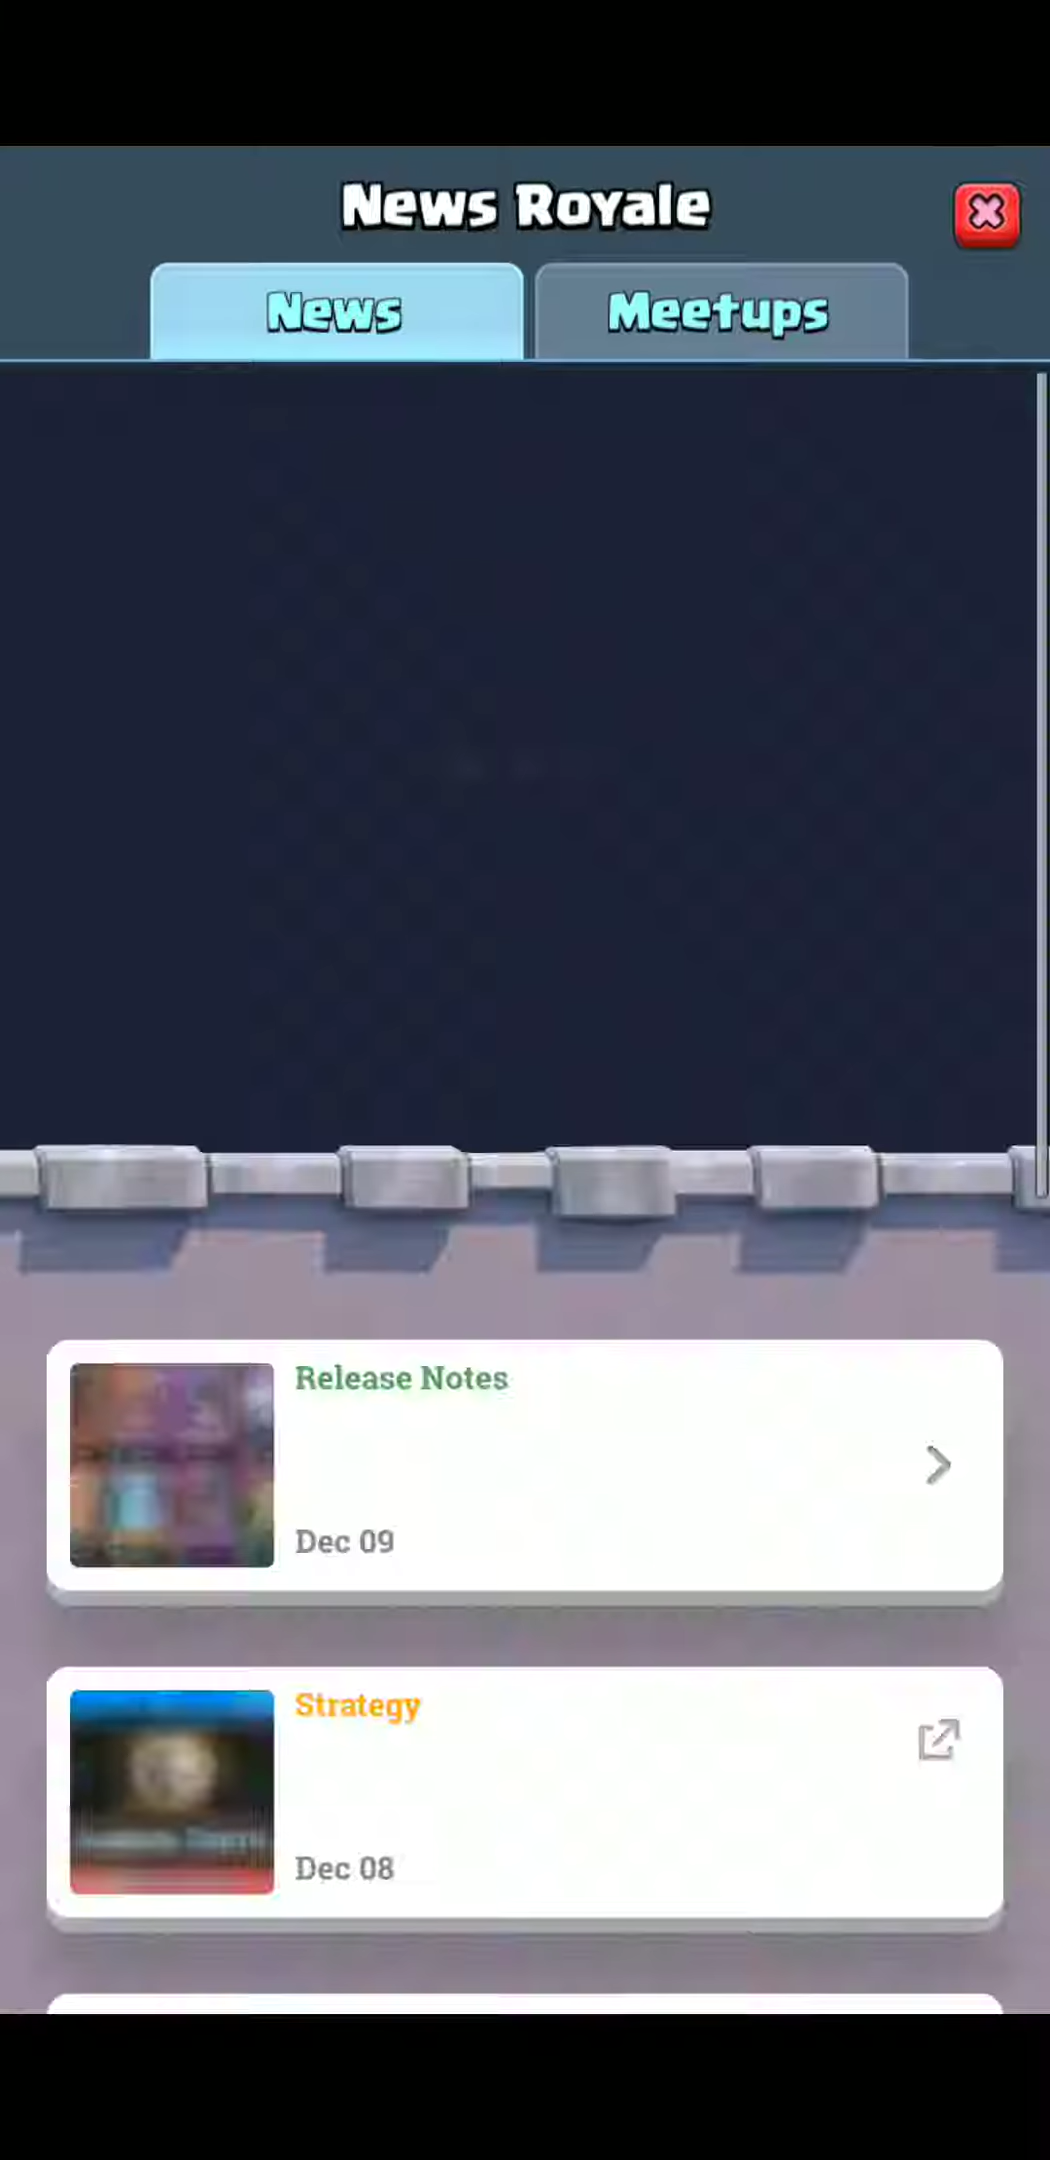 News Royale
News
Meetups
Release Notes
Dec 09
Strategy
Dec 08